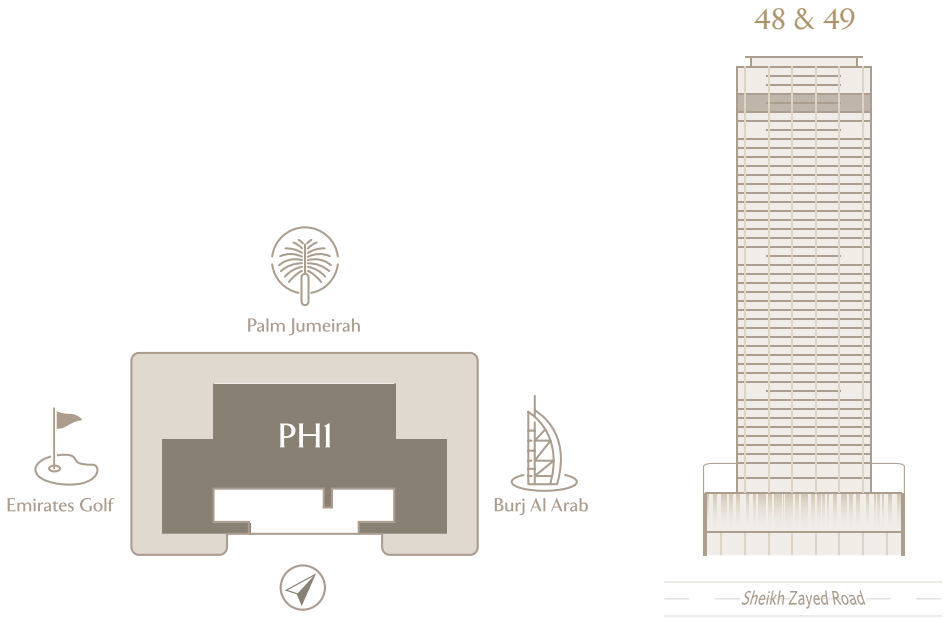 48 & 49
Palm Jumeirah
PH1
Emirates Golf
Burj Al Arab
Sheikh Zayed Road